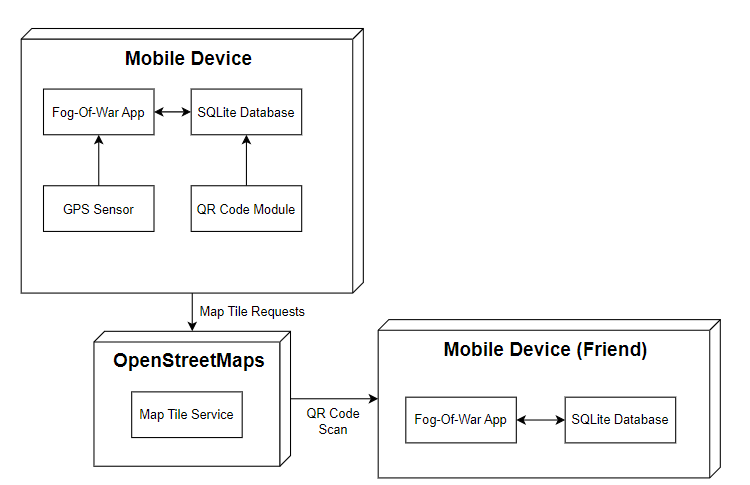 Mobile Device
Fog-Of-War App
SQLite Database
GPS Sensor
QR Code Module
Map Tile Requests
OpenStreetMaps
Map Tile Service
QR Code
Scan
Mobile Device (Friend)
Fog-Of-War App
SQLite Database